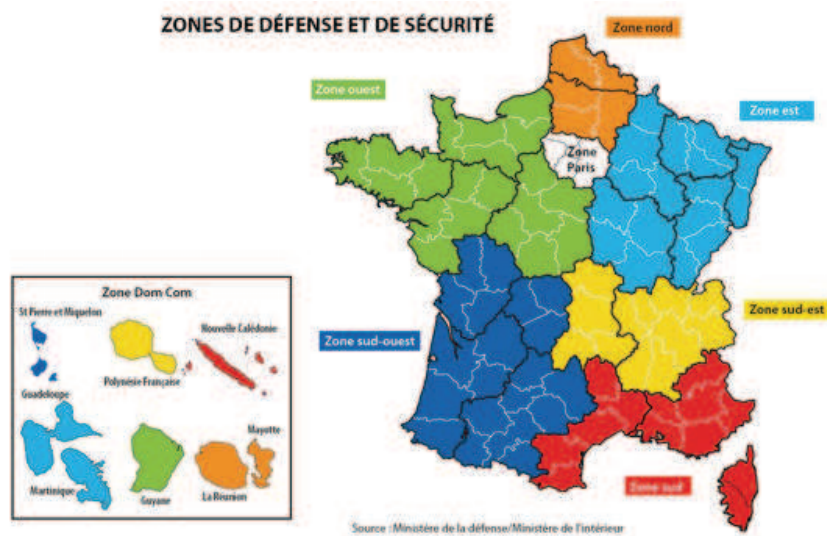 ZONES DE DÉFENSE ET DE SÉCURITÉ
Zone nord
Zone ouest
Zone est
Zone
Paris
Zone Dom Com
St Pierre et Miquelon
Nouvelle Calédonie
Polynésie Française
Guadeloupe
Mayotte
Martinique
Guyane
La Réunion
Zone sud-est
Zone sud-ouest
Zone sud
Source : Ministère de la défense/Ministère de l'intérieur